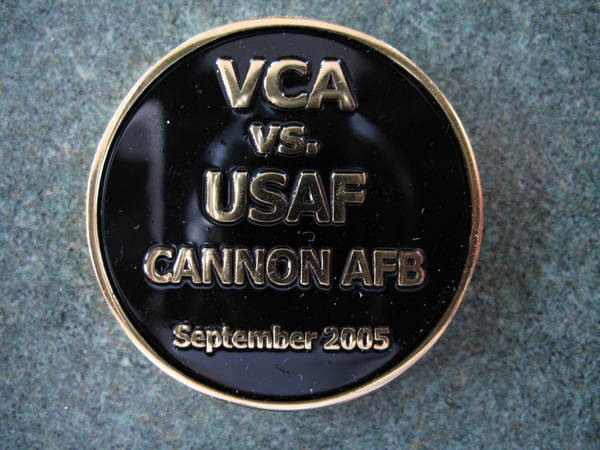 VCA
vs.
USAF
CANNON AFB
September 2005